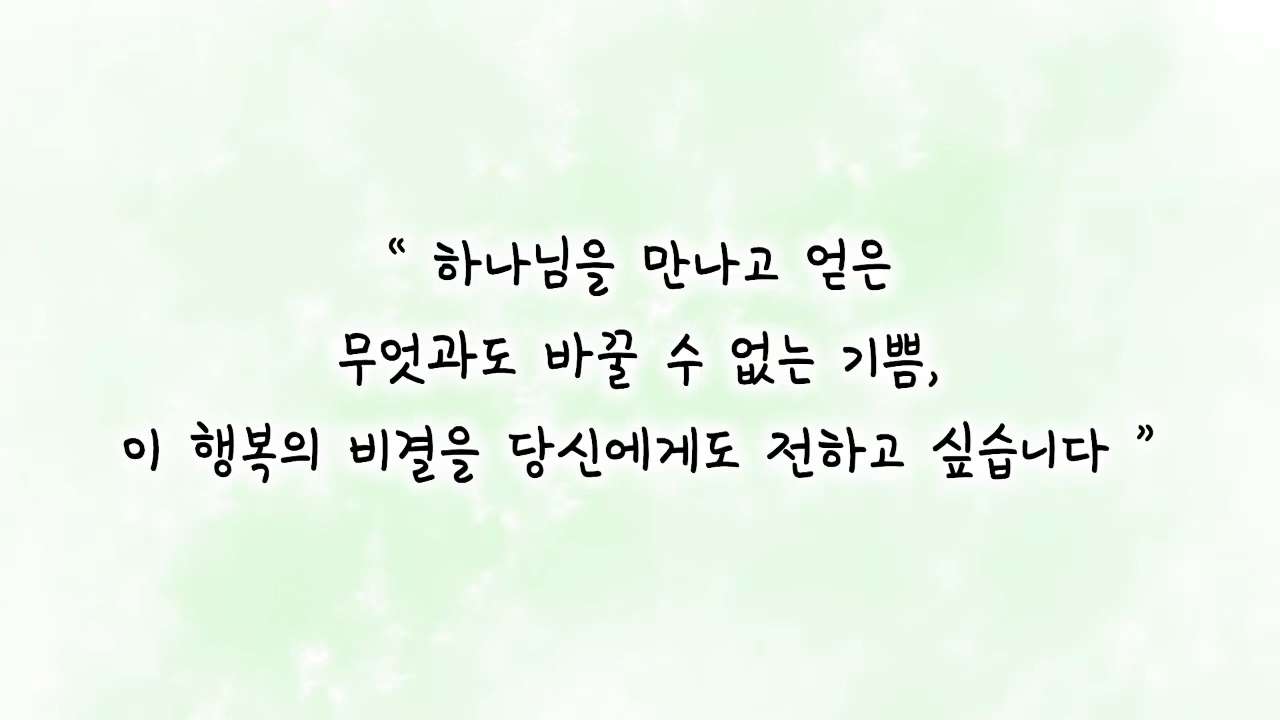 “ 하나님을 만나고 얻은
무엇과도 바꿀 수 없는 기쁨,
이 행복의 비결을 당신에게도 전하고 싶습니다 ”